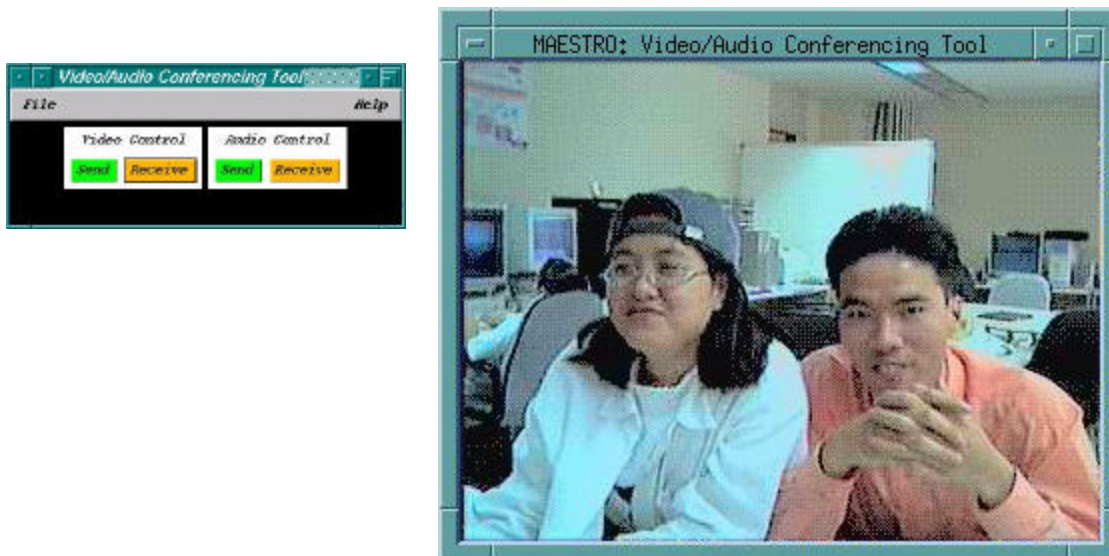 Video/Audio Conferencing Tool
File Help
Video Control Audio Control
Send Receive Send Receive
MAESTRO: Video/Audio Conferencing Tool